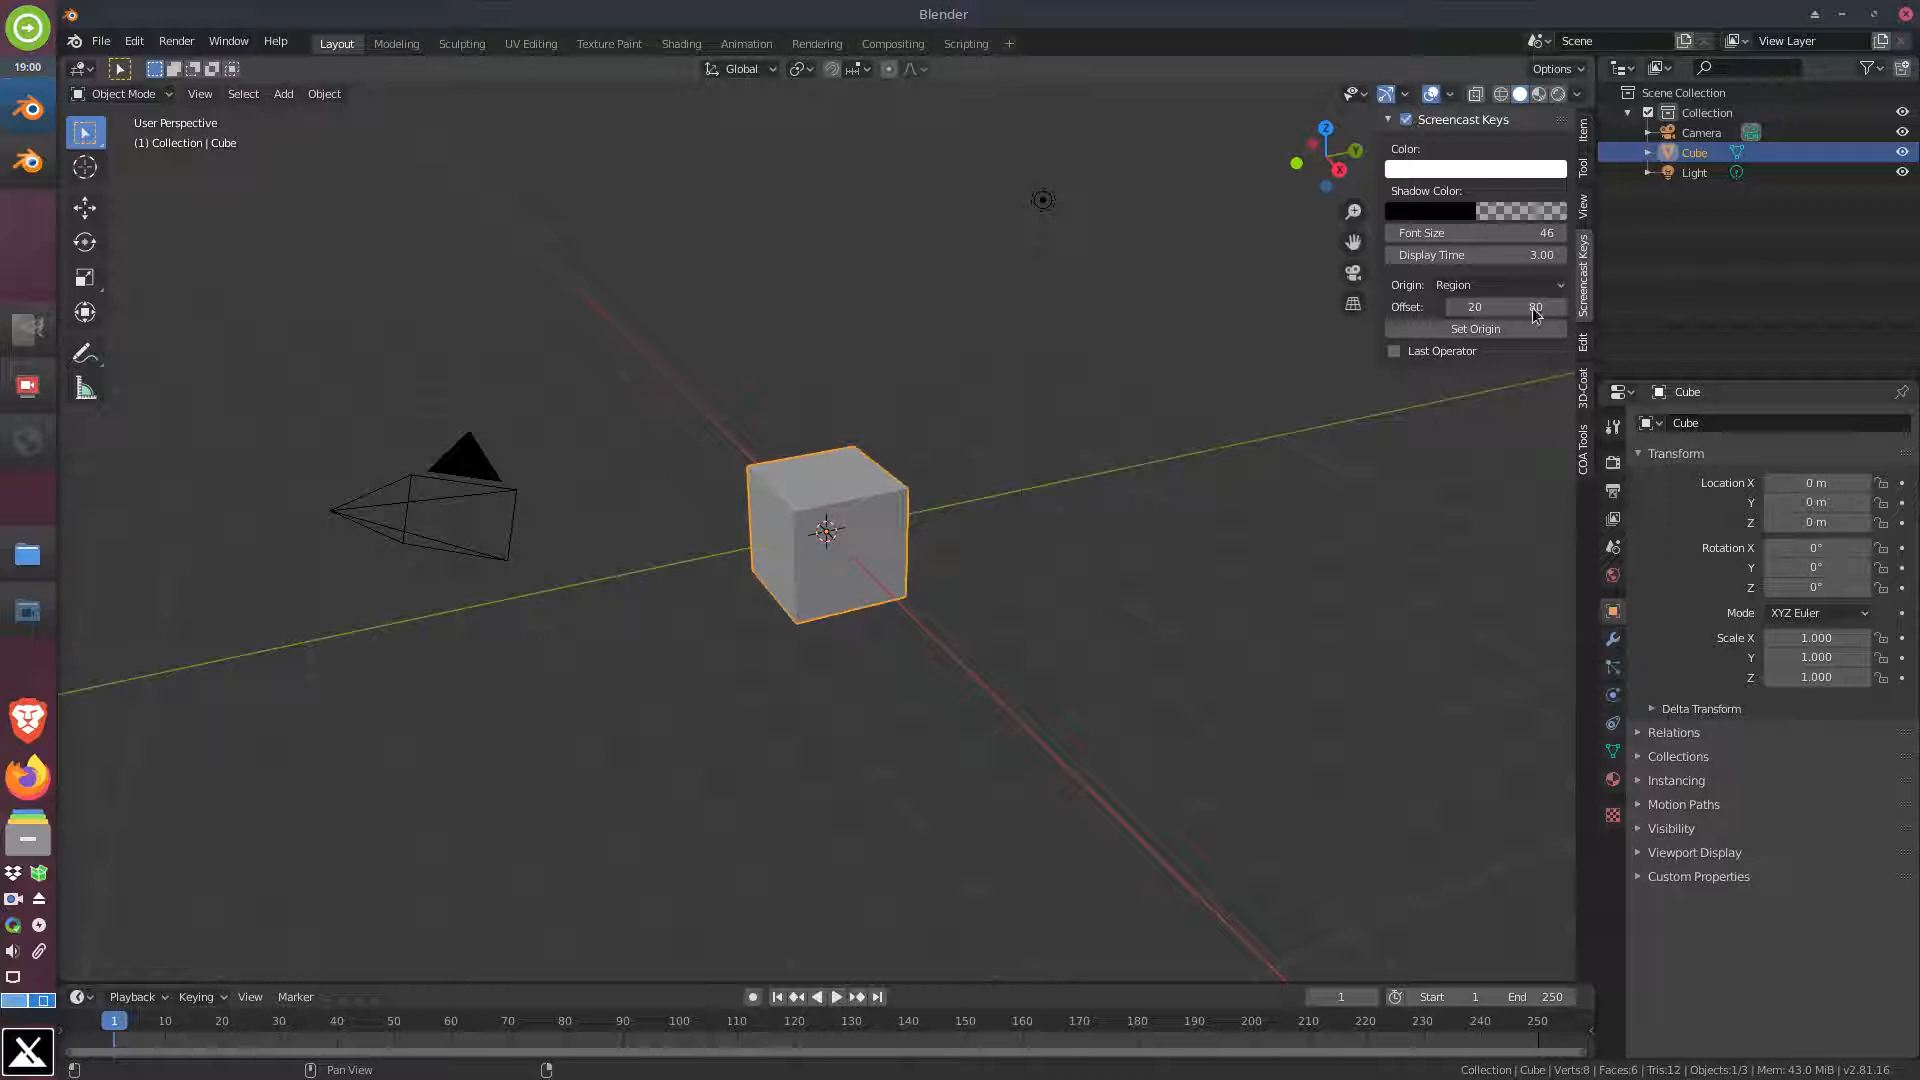 Blender
19:00
File Edit Render Window Help
Layout Modeling Sculpting UV Editing Texture Paint Shading Animation Rendering Compositing Scripting +
Scene
View Layer
Global
Options
Object Mode View Select Add Object
User Perspective
(1) Collection | Cube
Z
Y
X
Screencast Keys
Color:
Shadow Color:
Font Size 46
Display Time 3.00
Origin: Region
Offset: 20 80
Set Origin
Last Operator
Item
Tool
View
Screencast Keys
Edit
3D-Coat
COA Tools
Scene Collection
Collection
Camera
Cube
Light
Cube
Cube
Transform
Location X 0 m
Y 0 m
Z 0 m
Rotation X 0°
Y 0°
Z 0°
Mode XYZ Euler
Scale X 1.000
Y 1.000
Z 1.000
Delta Transform
Relations
Collections
Instancing
Motion Paths
Visibility
Viewport Display
Custom Properties
Playback Keying View Marker
1 Start 1 End 250
1 10 20 30 40 50 60 70 80 90 100 110 120 130 140 150 160 170 180 190 200 210 220 230 240 250
Pan View
Collection | Cube | Verts:8 | Faces:6 | Tris:12 | Objects:1/3 | Mem: 43.0 MiB | v2.81.16